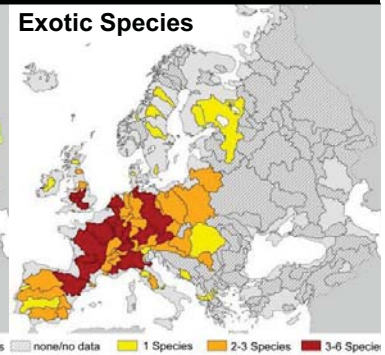 Exotic Species
s none/no data 1 Species 2-3 Species 3-6 Species